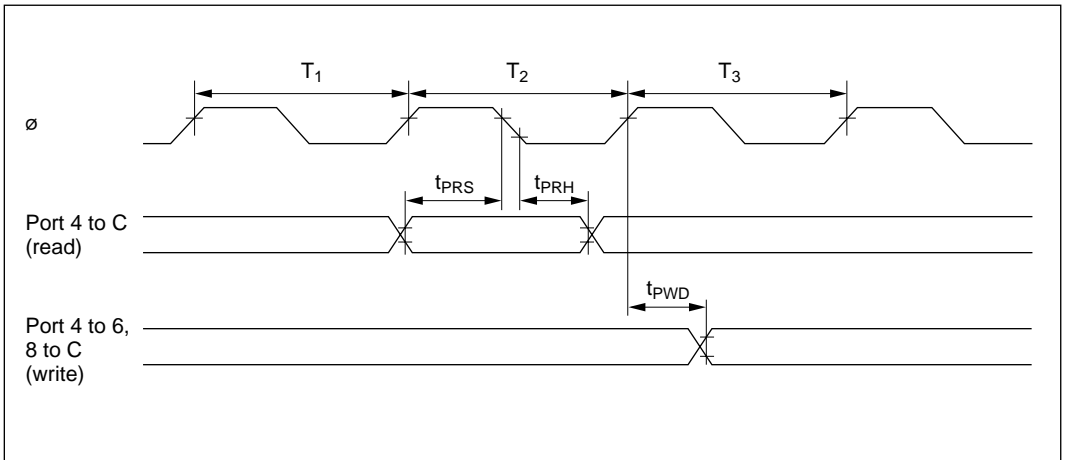 T1 T2 T3
ø
tPRS tPRH
Port 4 to C
(read)
tPWD
Port 4 to 6,
8 to C
(write)